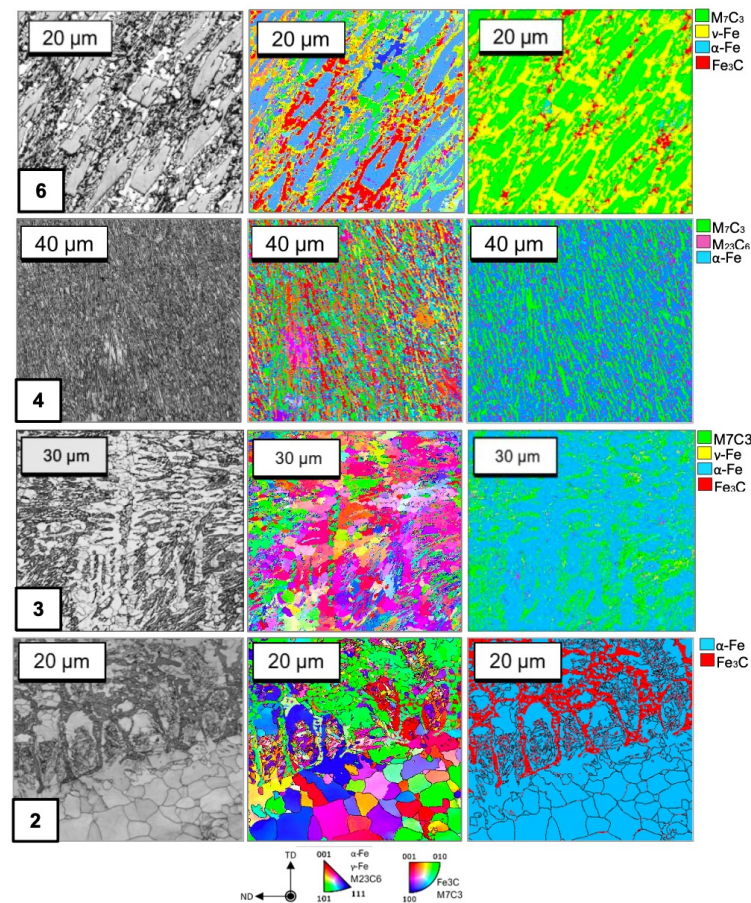 20 µm
20 µm
20 µm
M₇C₃
ν-Fe
α-Fe
Fe₃C
6
40 µm
40 µm
40 µm
M₇C₃
M₂₃C₆
α-Fe
4
30 µm
30 µm
30 µm
M7C3
ν-Fe
α-Fe
Fe₃C
3
20 µm
20 µm
20 µm
α-Fe
Fe₃C
2
TD
ND
001
α-Fe
γ-Fe
M23C6
101
111
001 010
Fe3C
M7C3
100